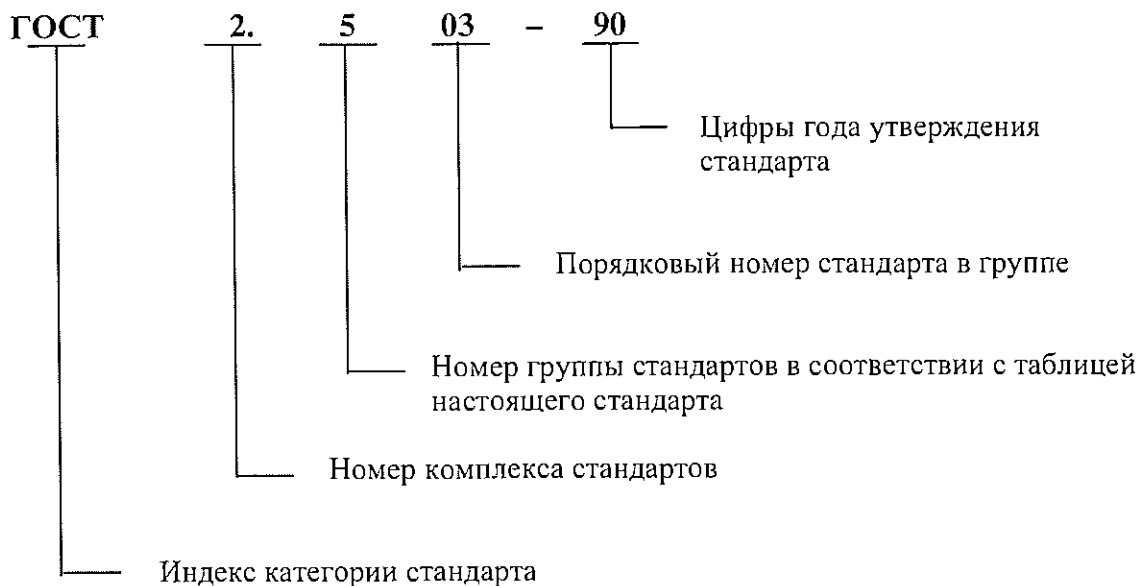 ГОСТ 2. 5 03 – 90
Цифры года утверждения
стандарта
Порядковый номер стандарта в группе
Номер группы стандартов в соответствии с таблицей
настоящего стандарта
Номер комплекса стандартов
Индекс категории стандарта